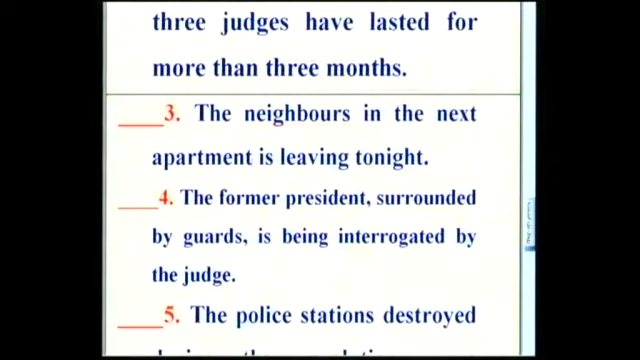 three judges have lasted for
more than three months.
____3. The neighbours in the next
apartment is leaving tonight.
____4. The former president, surrounded
by guards, is being interrogated by
the judge.
____5. The police stations destroyed